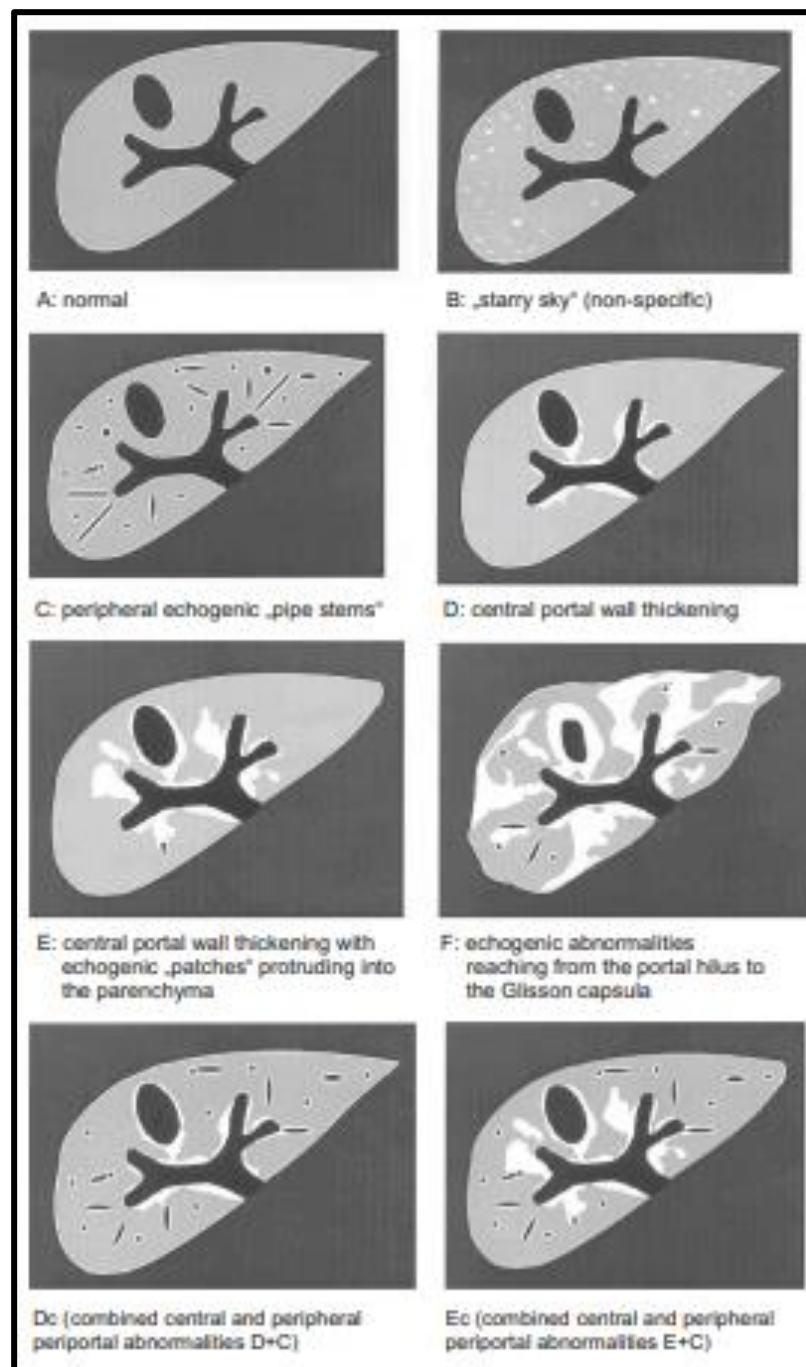 A: normal
B: „starry sky“ (non-specific)
C: peripheral echogenic „pipe stems“
D: central portal wall thickening
E: central portal wall thickening with
echogenic „patches“ protruding into
the parenchyma
F: echogenic abnormalities
reaching from the portal hilus to
the Glisson capsula
Dc (combined central and peripheral
periportal abnormalities D+C)
Ec (combined central and peripheral
periportal abnormalities E+C)